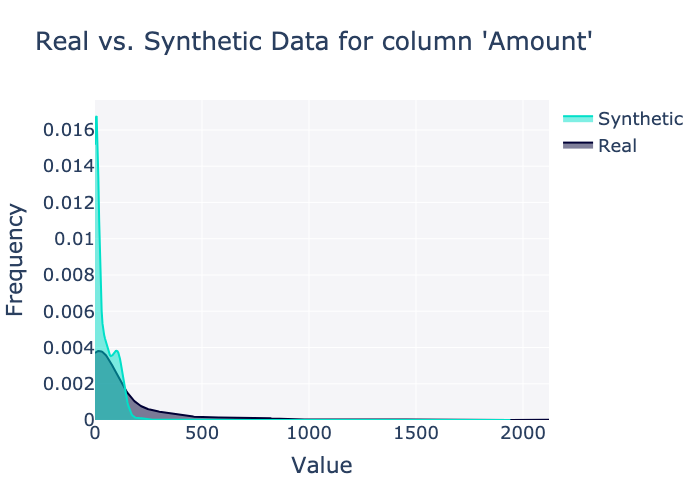 Real vs. Synthetic Data for column 'Amount'
Synthetic
Real
Frequency
0.016
0.014
0.012
0.01
0.008
0.006
0.004
0.002
0
0 500 1000 1500 2000
Value